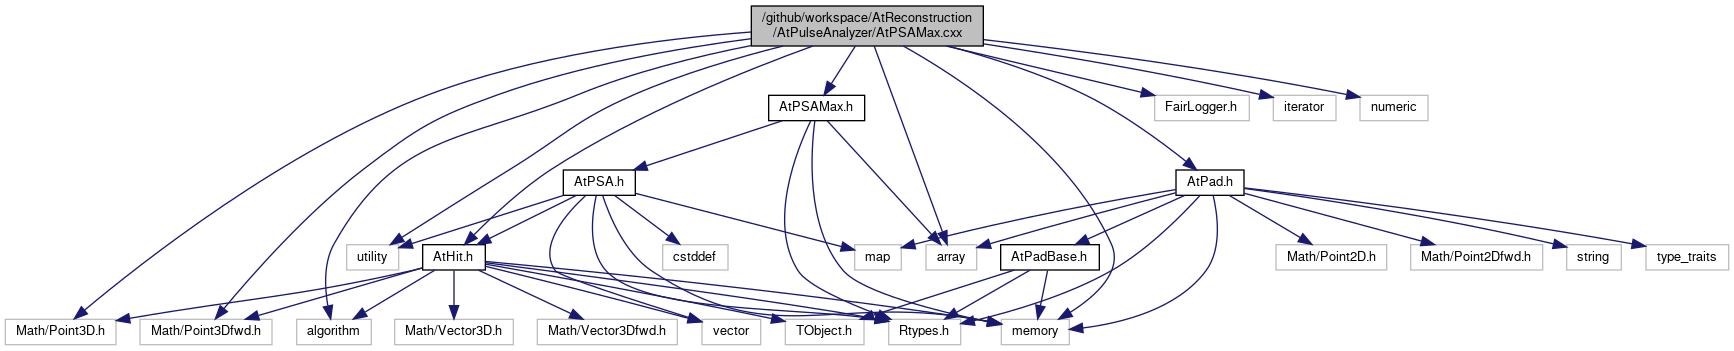 /github/workspace/AtReconstruction
/AtPulseAnalyzer/AtPSAMax.cxx
AtPSAMax.h
FairLogger.h
iterator
numeric
AtPSA.h
AtPad.h
utility
AtHit.h
cstddef
map
array
AtPadBase.h
Math/Point2D.h
Math/Point2Dfwd.h
string
type_traits
Math/Point3D.h
Math/Point3Dfwd.h
algorithm
Math/Vector3D.h
Math/Vector3Dfwd.h
vector
TObject.h
Rtypes.h
memory